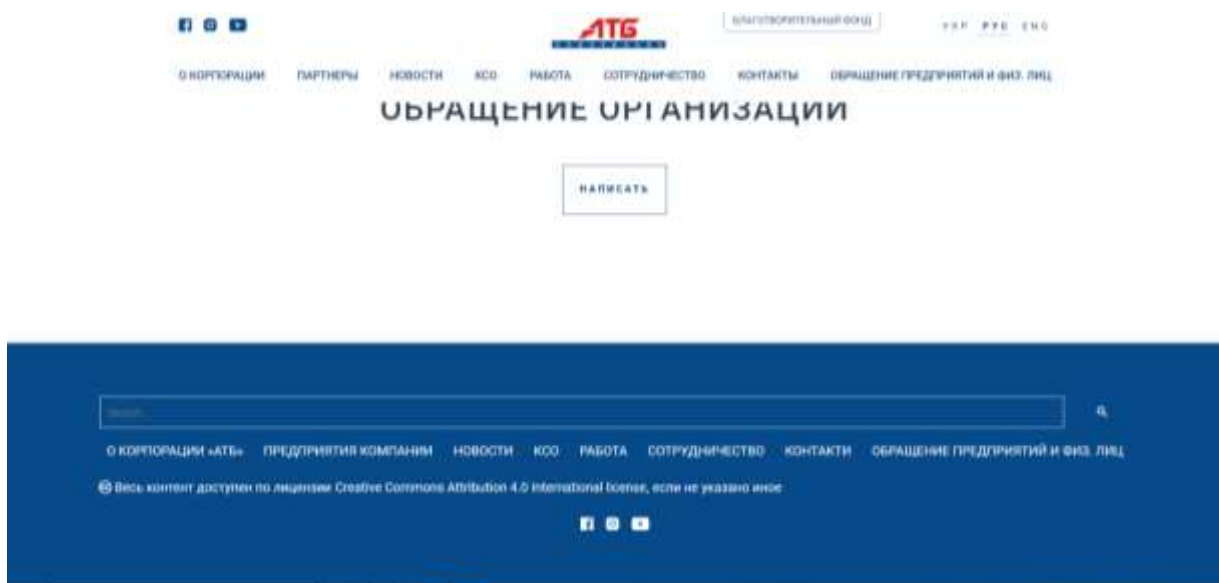 АТБ
БЛАГОТВОРИТЕЛЬНЫЙ ФОНД
УКР РУС ENG
О КОРПОРАЦИИ ПАРТНЕРЫ НОВОСТИ КСО РАБОТА СОТРУДНИЧЕСТВО КОНТАКТЫ ОБРАЩЕНИЕ ПРЕДПРИЯТИЙ И ФИЗ. ЛИЦ
ОБРАЩЕНИЕ ОРГАНИЗАЦИИ
НАПИСАТЬ
О КОРПОРАЦИИ «АТБ» ПРЕДПРИЯТИЯ КОМПАНИИ НОВОСТИ КСО РАБОТА СОТРУДНИЧЕСТВО КОНТАКТИ ОБРАЩЕНИЕ ПРЕДПРИЯТИЙ И ФИЗ. ЛИЦ
Весь контент доступен по лицензии Creative Commons Attribution 4.0 International license, если не указано иное